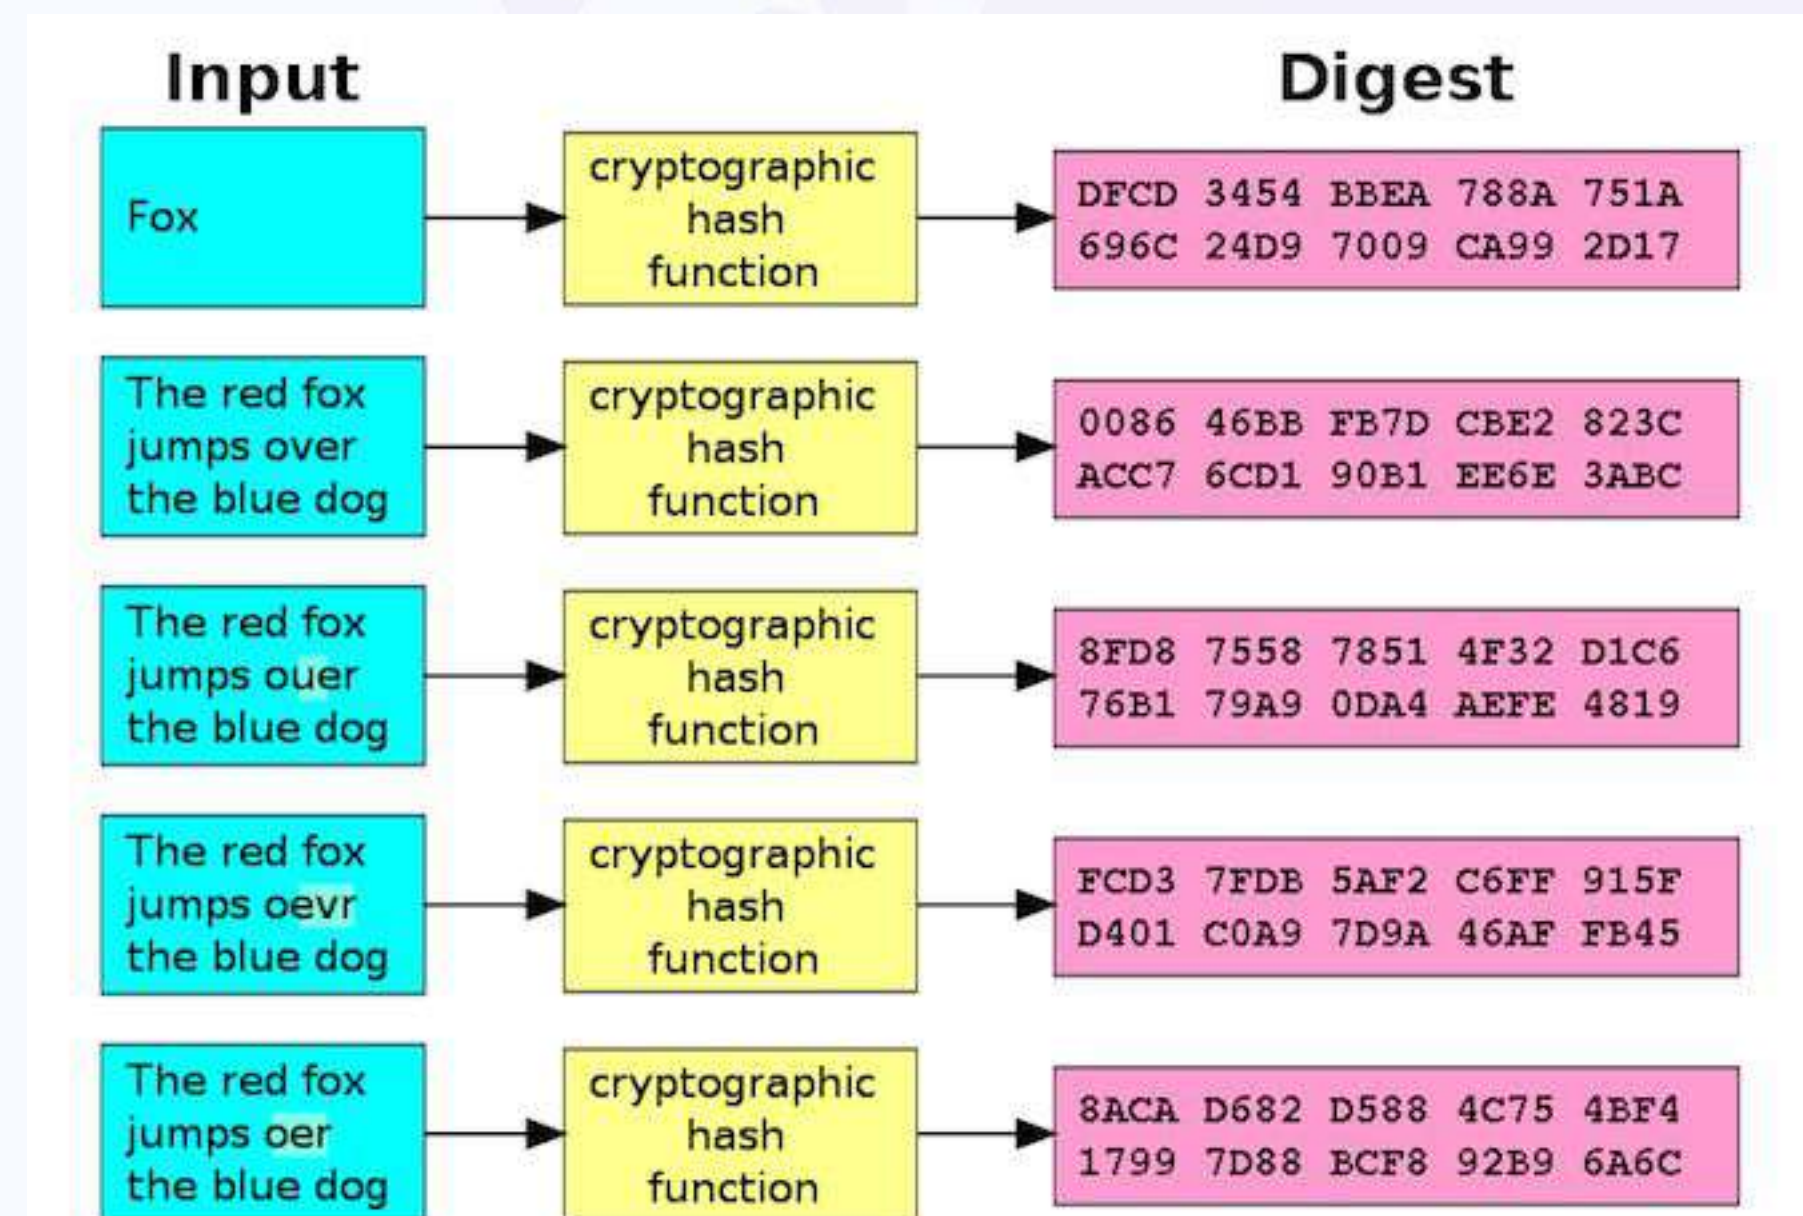 Input
Digest
Fox
cryptographic
hash
function
DFCD 3454 BBEA 788A 751A
696C 24D9 7009 CA99 2D17
The red fox
jumps over
the blue dog
cryptographic
hash
function
0086 46BB FB7D CBE2 823C
ACC7 6CD1 90B1 EE6E 3ABC
The red fox
jumps ouer
the blue dog
cryptographic
hash
function
8FD8 7558 7851 4F32 D1C6
76B1 79A9 0DA4 AEFE 4819
The red fox
jumps oevr
the blue dog
cryptographic
hash
function
FCD3 7FDB 5AF2 C6FF 915F
D401 C0A9 7D9A 46AF FB45
The red fox
jumps oer
the blue dog
cryptographic
hash
function
8ACA D682 D588 4C75 4BF4
1799 7D88 BCF8 92B9 6A6C